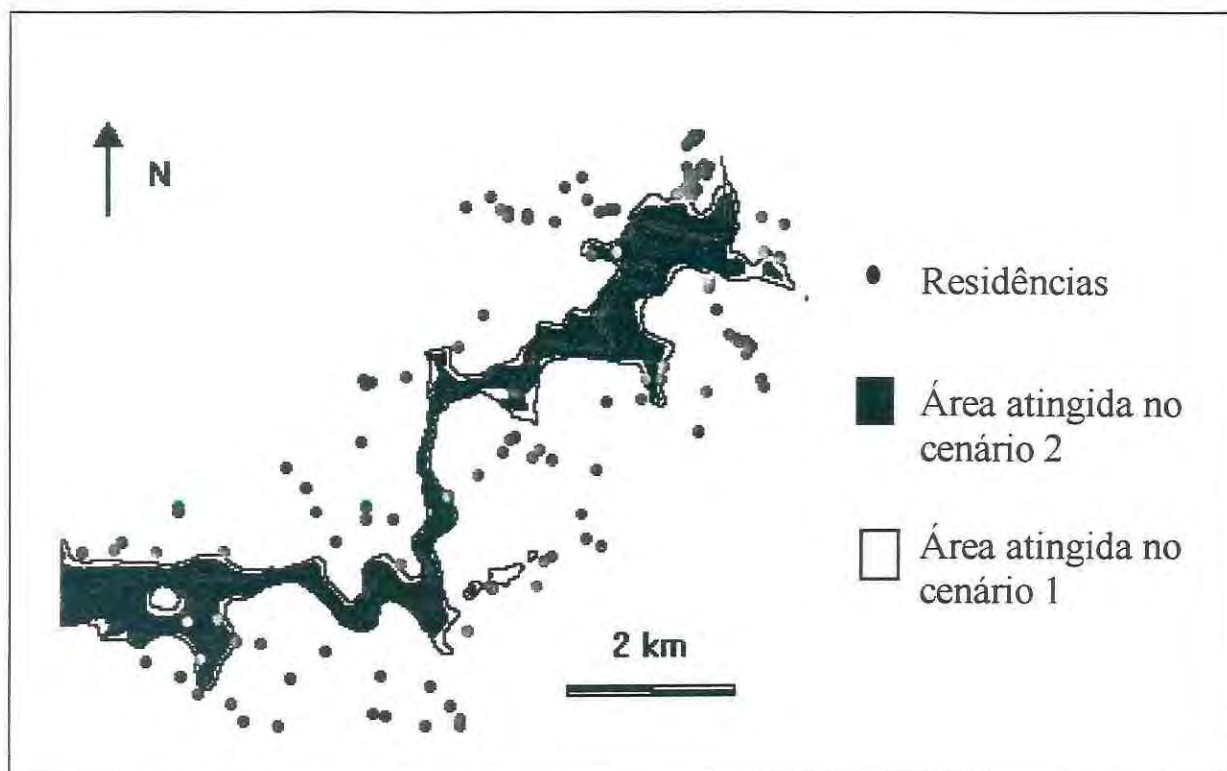 N
Residências
Área atingida no
cenário 2
Área atingida no
cenário 1
2 km